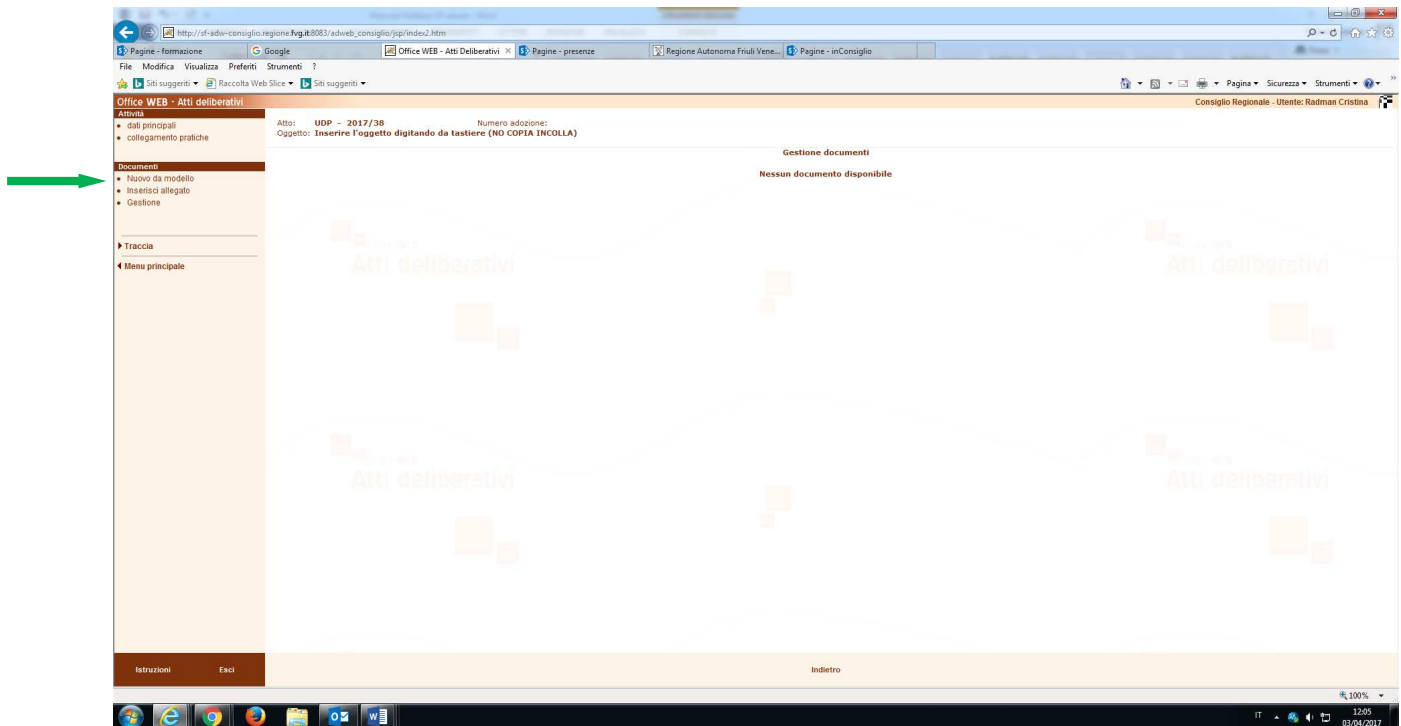 http://sf-adw-consiglio.regione.fvg.it:8083/adweb_consiglio/jsp/index2.htm
Pagine - formazione
Google
Office WEB - Atti Deliberativi
Pagine - presenze
Regione Autonoma Friuli Vene...
Pagine - inConsiglio
File Modifica Visualizza Preferiti Strumenti ?
Siti suggeriti Raccolta Web Slice Siti suggeriti
Pagina Sicurezza Strumenti
Office WEB - Atti deliberativi
Consiglio Regionale - Utente: Radman Cristina
Attività
dati principali
collegamento pratiche
Atto: UDP - 2017/38 Numero adozione:
Oggetto: Inserire l'oggetto digitando da tastiere (NO COPIA INCOLLA)
Gestione documenti
Nessun documento disponibile
Documenti
Nuovo da modello
Inserisci allegato
Gestione
Traccia
Menu principale
Atti deliberativi
Atti deliberativi
Atti deliberativi
Atti deliberativi
Istruzioni Esci
Indietro
100%
IT
12:05
03/04/2017